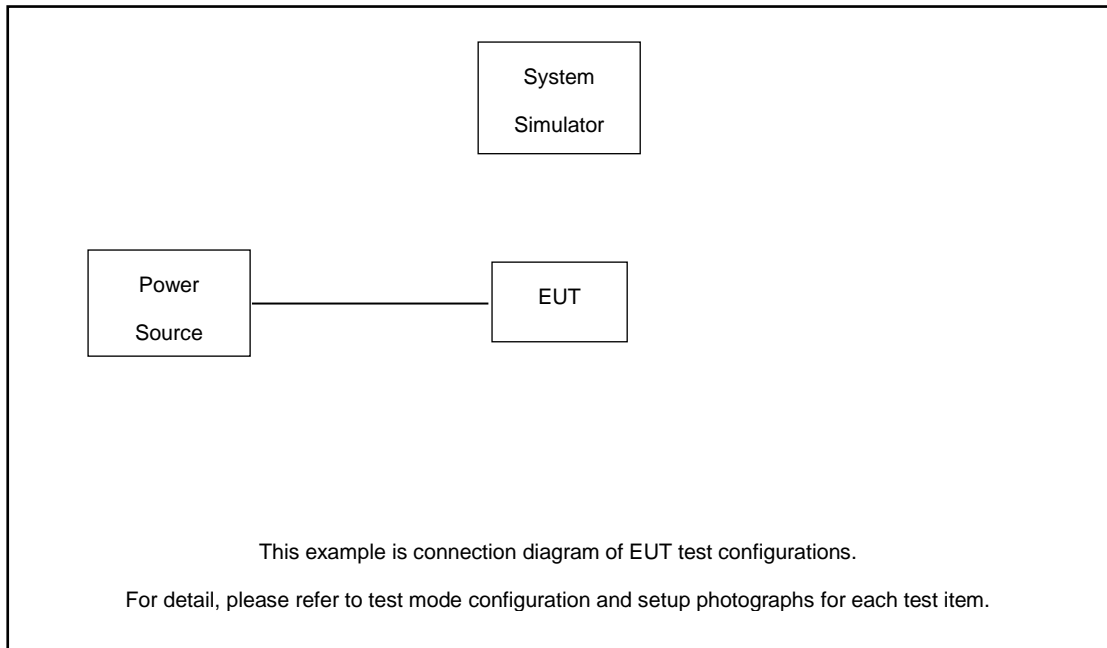 System
Simulator
Power
Source
EUT
This example is connection diagram of EUT test configurations.
For detail, please refer to test mode configuration and setup photographs for each test item.